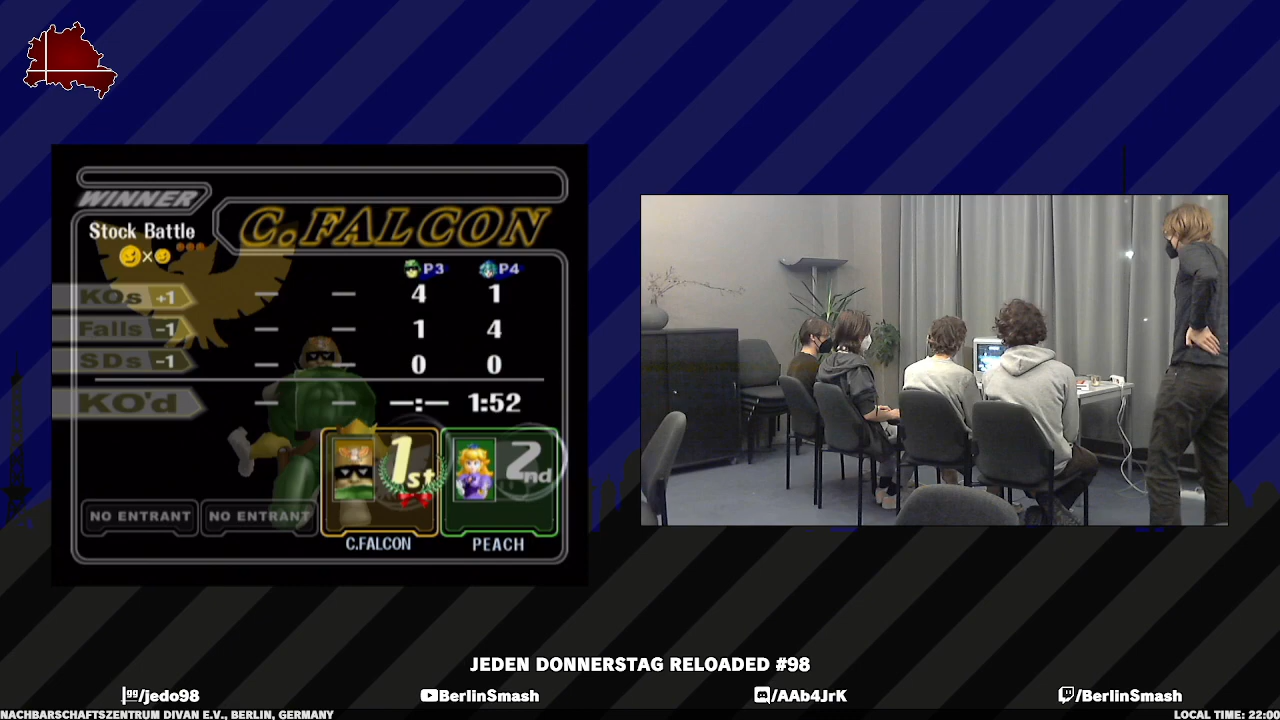 WINNER
C.FALCON
Stock Battle
×
P3 P4
KOs +1 — — 4 1
Falls -1 — — 1 4
SDs -1 — — 0 0
KO'd — — —:— 1:52
1st 2nd
NO ENTRANT NO ENTRANT
C.FALCON PEACH
JEDEN DONNERSTAG RELOADED #98
gg/jedo98 BerlinSmash /AAb4JrK /BerlinSmash
NACHBARSCHAFTSZENTRUM DIVAN E.V., BERLIN, GERMANY LOCAL TIME: 22:00